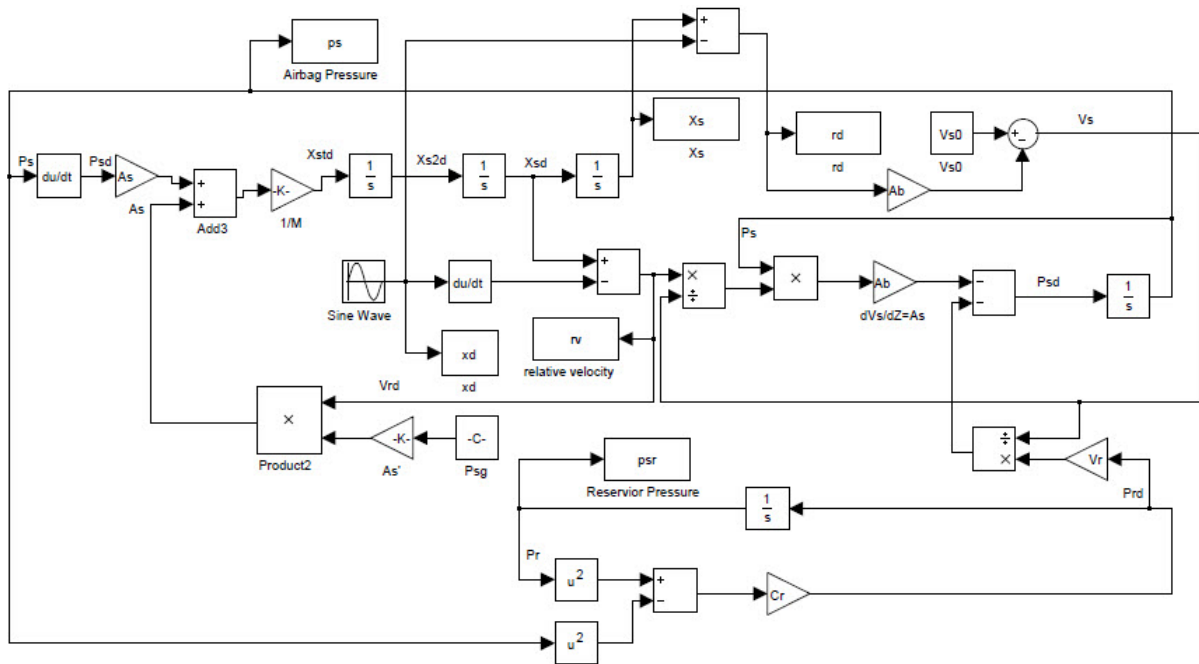 ps
Airbag Pressure
+
−
Xs
Xs
rd
rd
Vs0
Vs0
+
−
Vs
Ps
du/dt
Psd
As
As
+
+
Add3
-K-
1/M
Xstd
1
s
Xs2d
1
s
Xsd
1
s
Sine Wave
du/dt
+
−
×
÷
Ps
×
Ab
Ab
dVs/dZ=As
−
−
Psd
1
s
xd
xd
rv
relative velocity
Vrd
×
Product2
-K-
As'
-C-
Psg
÷
×
Vr
Prd
psr
Reservior Pressure
1
s
Pr
u2
+
−
Cr
u2